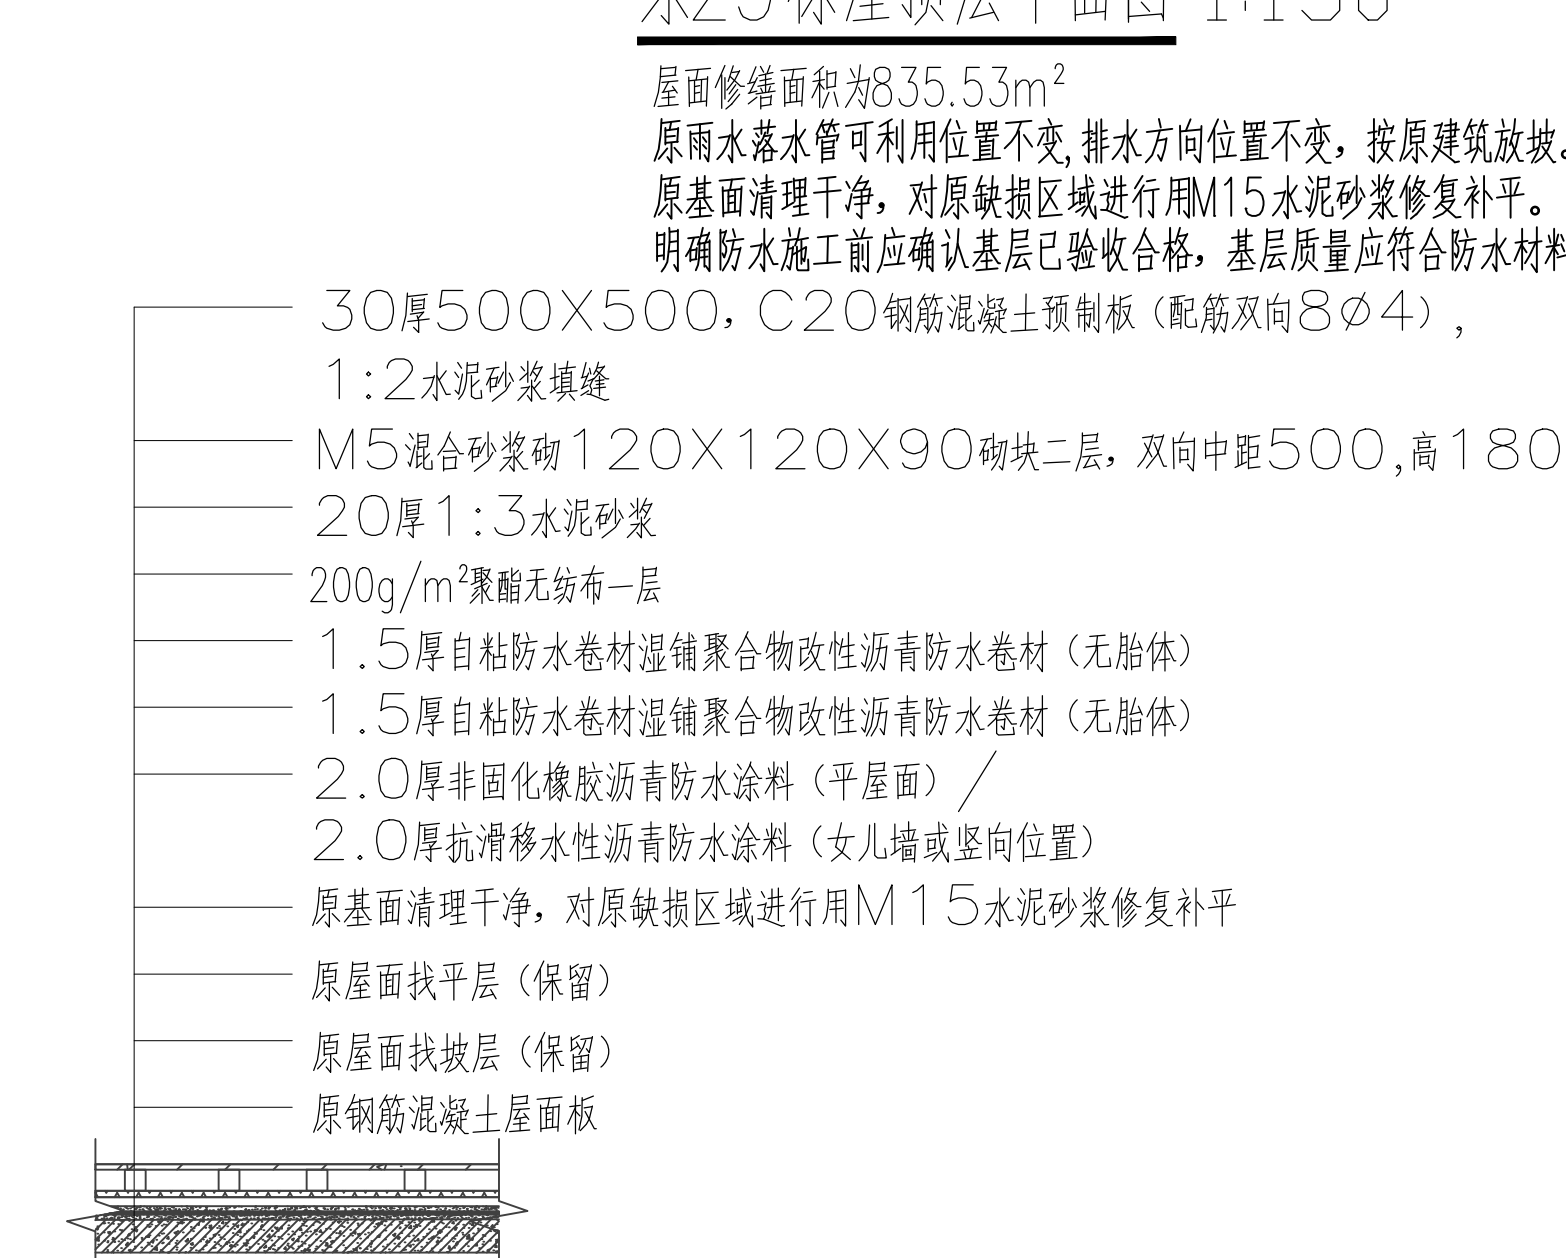 屋面修缮面积为835.53m²
原雨水落水管可利用位置不变,排水方向位置不变，按原建筑放坡。
原基面清理干净，对原缺损区域进行用M15水泥砂浆修复补平。
明确防水施工前应确认基层已验收合格，基层质量应符合防水材料
30厚500X500，C20钢筋混凝土预制板（配筋双向8Ø4）,
1:2水泥砂浆填缝
M5混合砂浆砌120X120X90砌块二层，双向中距500,高180
20厚1:3水泥砂浆
200g/m²聚酯无纺布一层
1.5厚自粘防水卷材湿铺聚合物改性沥青防水卷材（无胎体）
1.5厚自粘防水卷材湿铺聚合物改性沥青防水卷材（无胎体）
2.0厚非固化橡胶沥青防水涂料（平屋面）/
2.0厚抗滑移水性沥青防水涂料（女儿墙或竖向位置）
原基面清理干净，对原缺损区域进行用M15水泥砂浆修复补平
原屋面找平层（保留）
原屋面找坡层（保留）
原钢筋混凝土屋面板